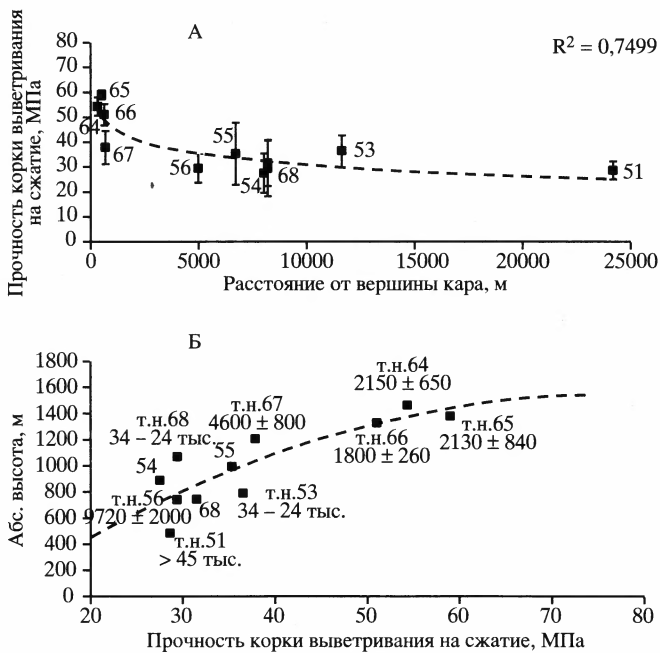 А
R² = 0,7499
Прочность корки выветривания
на сжатие, МПа
80
70
60
50
40
30
20
10
0
65
66
64
67
56
55
54
68
53
51
0
5000
10000
15000
20000
25000
Расстояние от вершины кара, м
Б
Абс. высота, м
1800
1600
1400
1200
1000
800
600
400
200
0
т.н.64
2150 ± 650
т.н.67
4600 ± 800
т.н.68
34 – 24 тыс.
т.н.66
1800 ± 260
т.н.65
2130 ± 840
54
55
т.н.56
9720 ± 2000
68
т.н.53
34 – 24 тыс.
т.н.51
> 45 тыс.
20
30
40
50
60
70
80
Прочность корки выветривания на сжатие, МПа